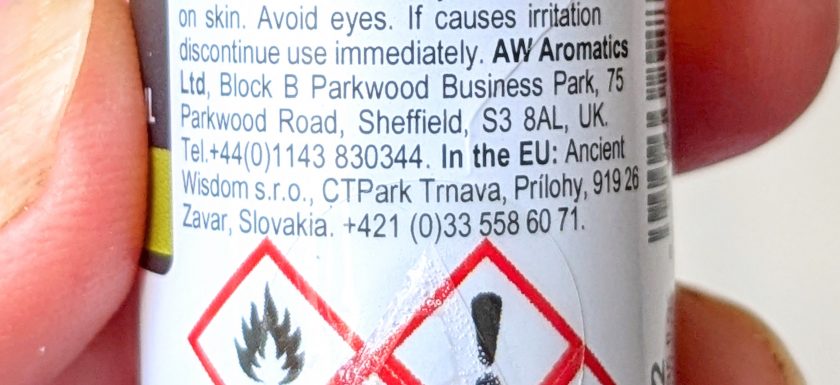 on skin. Avoid eyes. If causes irritation
discontinue use immediately. AW Aromatics
Ltd, Block B Parkwood Business Park, 75
Parkwood Road, Sheffield, S3 8AL, UK.
Tel.+44(0)1143 830344. In the EU: Ancient
Wisdom s.r.o., CTPark Trnava, Prílohy, 919 26
Zavar, Slovakia. +421 (0)33 558 60 71.